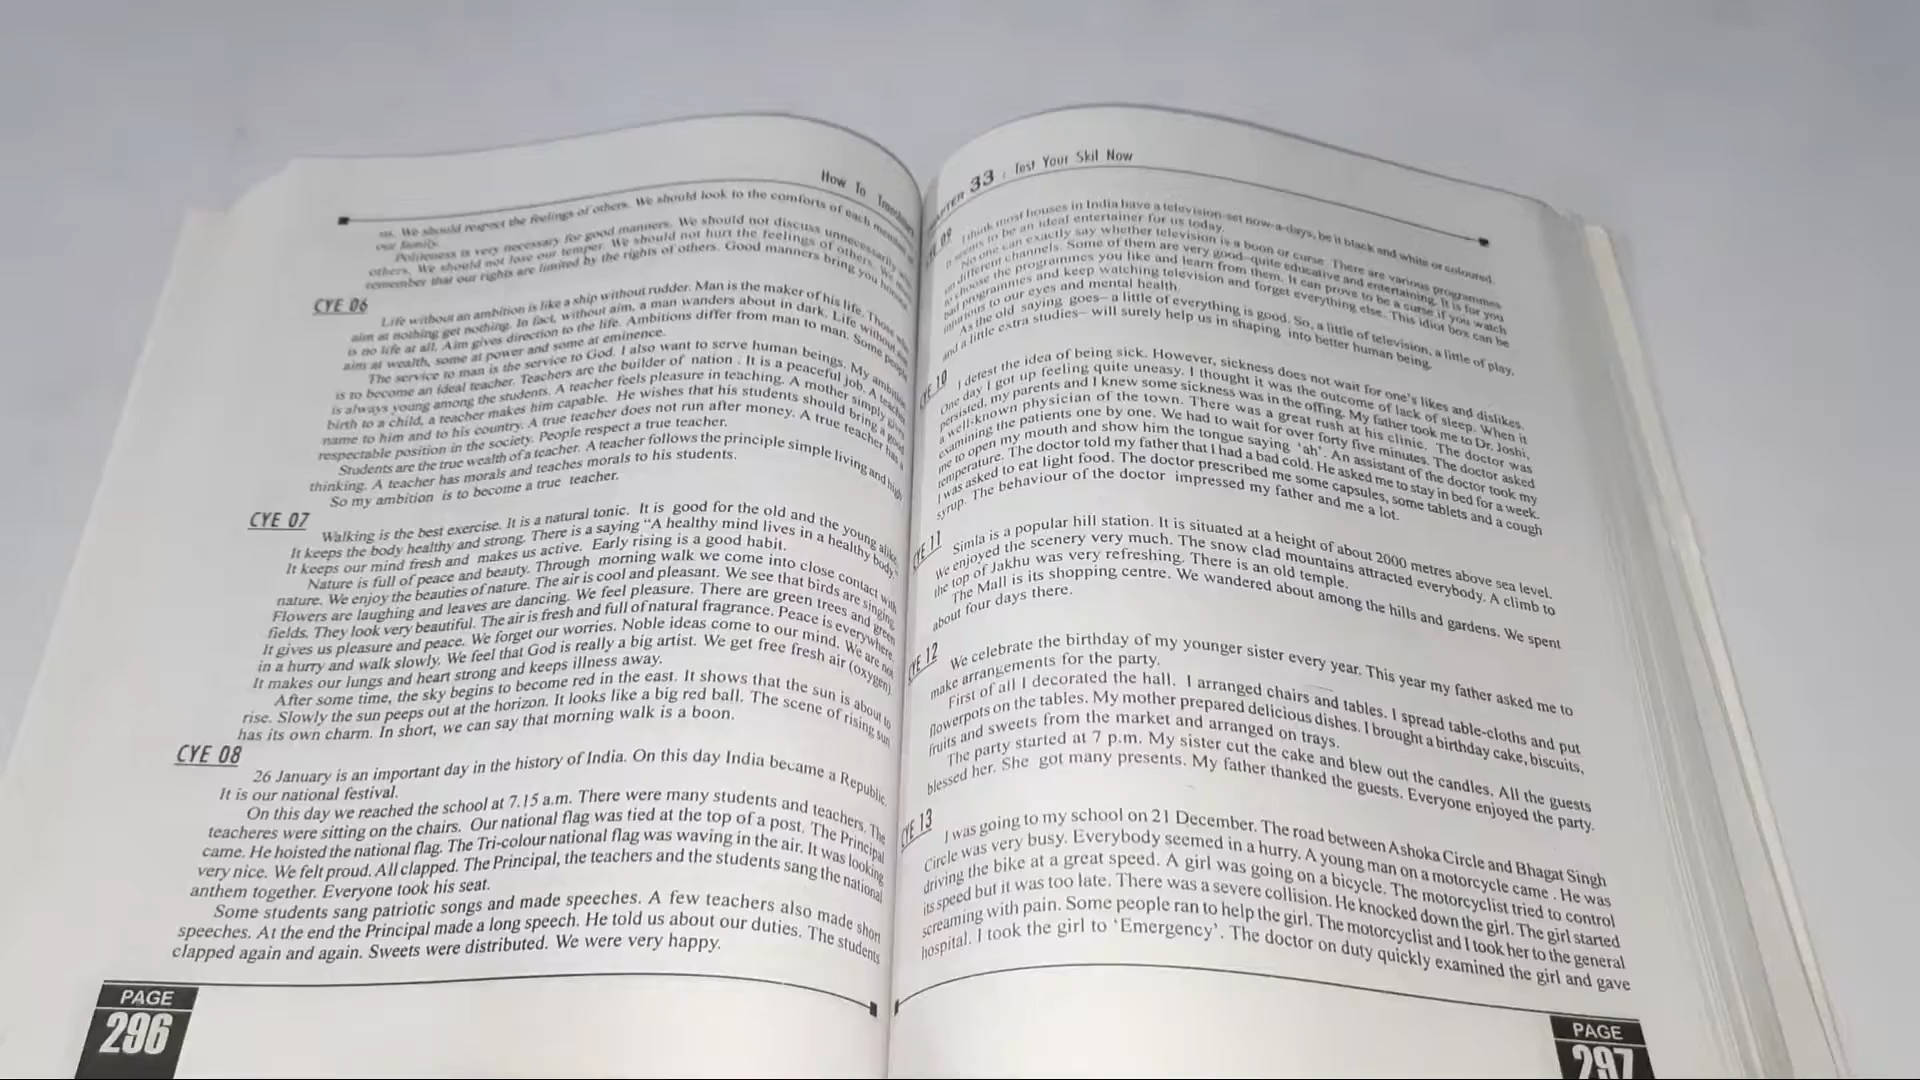 How To
us. We should respect the feelings of others. We should look to the comforts of each member of
our family.
Politeness is very necessary for good manners. We should not discuss unnecessarily with
others. We should not lose our temper. We should not hurt the feelings of others. We must
remember that our rights are limited by the rights of others. Good manners bring you honour
CYE 06
Life without an ambition is like a ship without rudder. Man is the maker of his life. Those who
aim at nothing get nothing. In fact, without aim, a man wanders about in dark. Life without aim
is no life at all. Aim gives direction to the life. Ambitions differ from man to man. Some people
aim at wealth, some at power and some at eminence.
The service to man is the service to God. I also want to serve human beings. My ambition
is to become an ideal teacher. Teachers are the builder of nation . It is a peaceful job. A teacher
is always young among the students. A teacher feels pleasure in teaching. A mother simply gives
birth to a child, a teacher makes him capable. He wishes that his students should bring a good
name to him and to his country. A true teacher does not run after money. A true teacher has a
respectable position in the society. People respect a true teacher.
Students are the true wealth of a teacher. A teacher follows the principle simple living and high
thinking. A teacher has morals and teaches morals to his students.
So my ambition is to become a true teacher.
CYE 07
Walking is the best exercise. It is a natural tonic. It is good for the old and the young alike.
It keeps the body healthy and strong. There is a saying “A healthy mind lives in a healthy body.”
It keeps our mind fresh and makes us active. Early rising is a good habit.
Nature is full of peace and beauty. Through morning walk we come into close contact with
nature. We enjoy the beauties of nature. The air is cool and pleasant. We see that birds are singing.
Flowers are laughing and leaves are dancing. We feel pleasure. There are green trees and green
fields. They look very beautiful. The air is fresh and full of natural fragrance. Peace is everywhere.
It gives us pleasure and peace. We forget our worries. Noble ideas come to our mind. We are not
in a hurry and walk slowly. We feel that God is really a big artist. We get free fresh air (oxygen).
It makes our lungs and heart strong and keeps illness away.
After some time, the sky begins to become red in the east. It shows that the sun is about to
rise. Slowly the sun peeps out at the horizon. It looks like a big red ball. The scene of rising sun
has its own charm. In short, we can say that morning walk is a boon.
CYE 08
26 January is an important day in the history of India. On this day India became a Republic.
It is our national festival.
On this day we reached the school at 7.15 a.m. There were many students and teachers. The
teacheres were sitting on the chairs. Our national flag was tied at the top of a post. The Principal
came. He hoisted the national flag. The Tri-colour national flag was waving in the air. It was looking
very nice. We felt proud. All clapped. The Principal, the teachers and the students sang the national
anthem together. Everyone took his seat.
Some students sang patriotic songs and made speeches. A few teachers also made short
speeches. At the end the Principal made a long speech. He told us about our duties. The students
clapped again and again. Sweets were distributed. We were very happy.
PAGE
296
CHAPTER 33 : Test Your Skil Now
CYE 09
I think most houses in India have a television-set now-a-days, be it black and white or coloured.
It seems to be an ideal entertainer for us today.
No one can exactly say whether television is a boon or curse. There are various programmes
on different channels. Some of them are very good-quite educative and entertaining. It is for you
to choose the programmes you like and learn from them. It can prove to be a curse if you watch
bad programmes and keep watching television and forget everything else. This idiot box can be
injurious to our eyes and mental health.
As the old saying goes– a little of everything is good. So, a little of television, a little of play,
and a little extra studies– will surely help us in shaping into better human being.
CYE 10
I detest the idea of being sick. However, sickness does not wait for one's likes and dislikes.
One day I got up feeling quite uneasy. I thought it was the outcome of lack of sleep. When it
persisted, my parents and I knew some sickness was in the offing. My father took me to Dr. Joshi,
a well-known physician of the town. There was a great rush at his clinic. The doctor was
examining the patients one by one. We had to wait for over forty five minutes. The doctor asked
me to open my mouth and show him the tongue saying 'ah'. An assistant of the doctor took my
temperature. The doctor told my father that I had a bad cold. He asked me to stay in bed for a week.
I was asked to eat light food. The doctor prescribed me some capsules, some tablets and a cough
syrup. The behaviour of the doctor impressed my father and me a lot.
CYE 11
Simla is a popular hill station. It is situated at a height of about 2000 metres above sea level.
We enjoyed the scenery very much. The snow clad mountains attracted everybody. A climb to
the top of Jakhu was very refreshing. There is an old temple.
The Mall is its shopping centre. We wandered about among the hills and gardens. We spent
about four days there.
CYE 12
We celebrate the birthday of my younger sister every year. This year my father asked me to
make arrangements for the party.
First of all I decorated the hall. I arranged chairs and tables. I spread table-cloths and put
flowerpots on the tables. My mother prepared delicious dishes. I brought a birthday cake, biscuits,
fruits and sweets from the market and arranged on trays.
The party started at 7 p.m. My sister cut the cake and blew out the candles. All the guests
blessed her. She got many presents. My father thanked the guests. Everyone enjoyed the party.
CYE 13
I was going to my school on 21 December. The road between Ashoka Circle and Bhagat Singh
Circle was very busy. Everybody seemed in a hurry. A young man on a motorcycle came . He was
driving the bike at a great speed. A girl was going on a bicycle. The motorcyclist tried to control
its speed but it was too late. There was a severe collision. He knocked down the girl. The girl started
screaming with pain. Some people ran to help the girl. The motorcyclist and I took her to the general
hospital. I took the girl to 'Emergency'. The doctor on duty quickly examined the girl and gave
PAGE
297